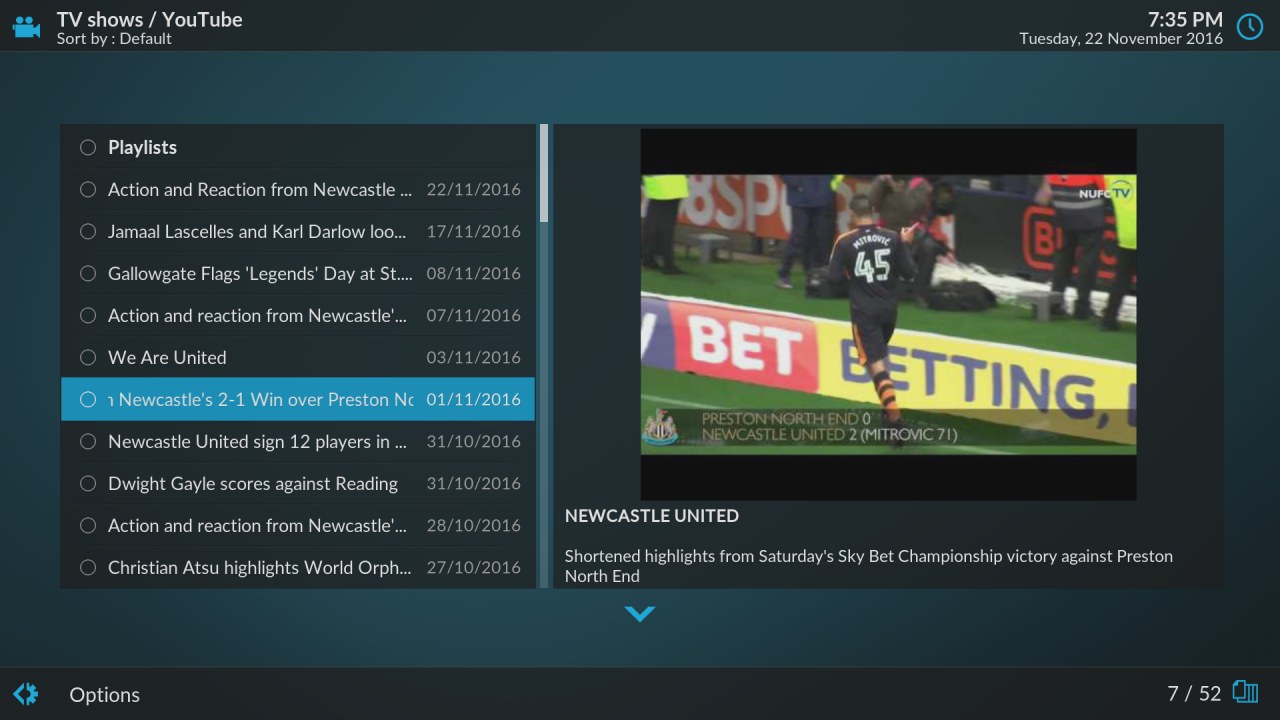 TV shows / YouTube
Sort by : Default
7:35 PM
Tuesday, 22 November 2016
Playlists
Action and Reaction from Newcastle ... 22/11/2016
Jamaal Lascelles and Karl Darlow loo... 17/11/2016
Gallowgate Flags 'Legends' Day at St.... 08/11/2016
Action and reaction from Newcastle'... 07/11/2016
We Are United 03/11/2016
Newcastle's 2-1 Win over Preston No 01/11/2016
Newcastle United sign 12 players in ... 31/10/2016
Dwight Gayle scores against Reading 31/10/2016
Action and reaction from Newcastle'... 28/10/2016
Christian Atsu highlights World Orph... 27/10/2016
NUFC TV
MITROVIC
45
BET BETTING,
PRESTON NORTH END 0
NEWCASTLE UNITED 2 (MITROVIC 71)
NEWCASTLE UNITED
Shortened highlights from Saturday's Sky Bet Championship victory against Preston
North End
Options
7 / 52